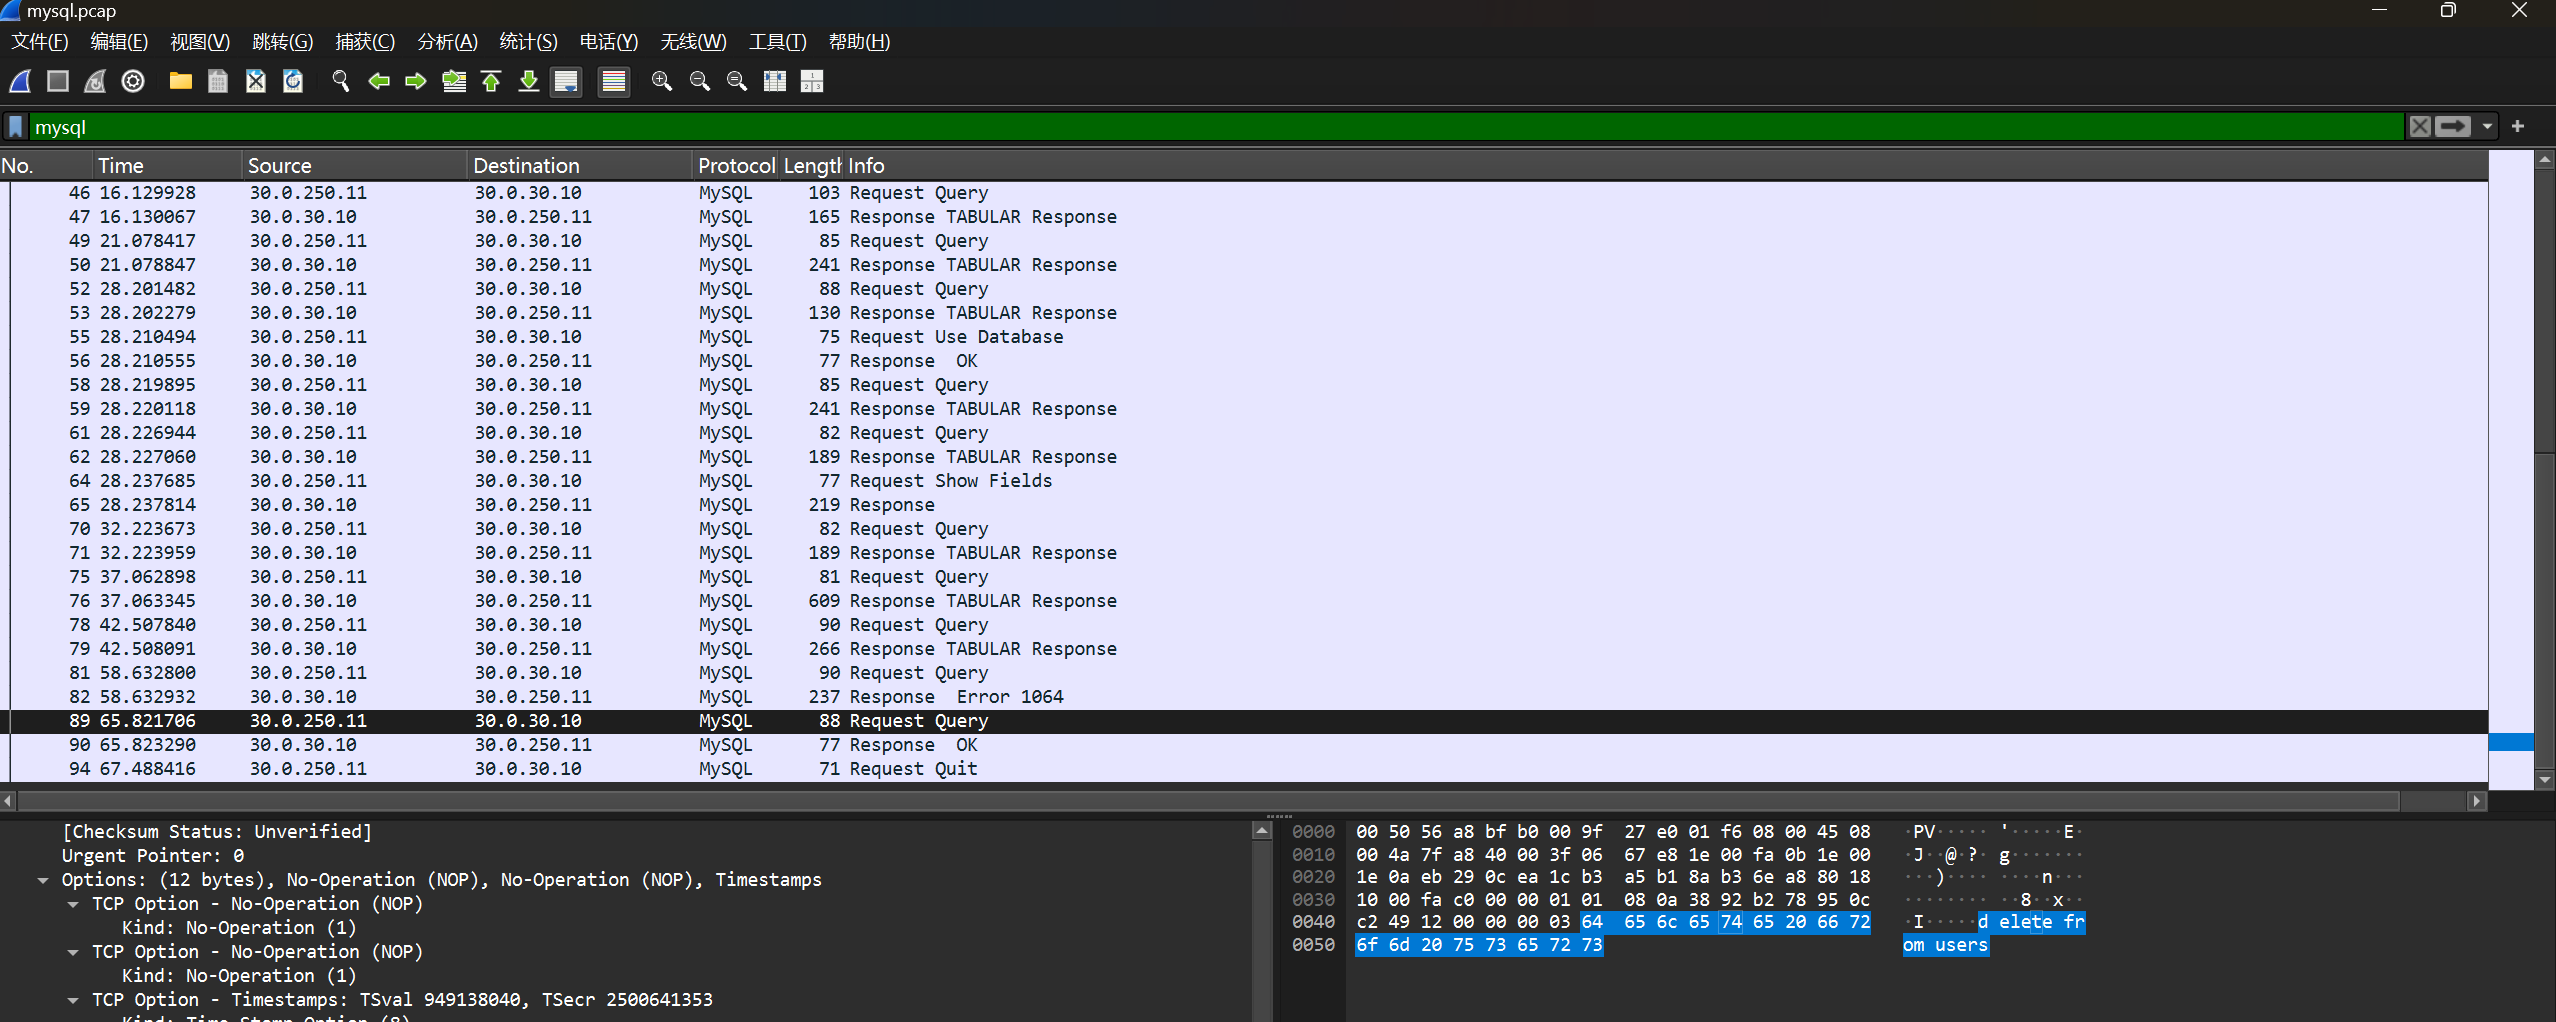 mysql.pcap
文件(F) 编辑(E) 视图(V) 跳转(G) 捕获(C) 分析(A) 统计(S) 电话(Y) 无线(W) 工具(T) 帮助(H)
mysql
No. Time Source Destination Protocol Length Info
46 16.129928 30.0.250.11 30.0.30.10 MySQL 103 Request Query
47 16.130067 30.0.30.10 30.0.250.11 MySQL 165 Response TABULAR Response
49 21.078417 30.0.250.11 30.0.30.10 MySQL 85 Request Query
50 21.078847 30.0.30.10 30.0.250.11 MySQL 241 Response TABULAR Response
52 28.201482 30.0.250.11 30.0.30.10 MySQL 88 Request Query
53 28.202279 30.0.30.10 30.0.250.11 MySQL 130 Response TABULAR Response
55 28.210494 30.0.250.11 30.0.30.10 MySQL 75 Request Use Database
56 28.210555 30.0.30.10 30.0.250.11 MySQL 77 Response OK
58 28.219895 30.0.250.11 30.0.30.10 MySQL 85 Request Query
59 28.220118 30.0.30.10 30.0.250.11 MySQL 241 Response TABULAR Response
61 28.226944 30.0.250.11 30.0.30.10 MySQL 82 Request Query
62 28.227060 30.0.30.10 30.0.250.11 MySQL 189 Response TABULAR Response
64 28.237685 30.0.250.11 30.0.30.10 MySQL 77 Request Show Fields
65 28.237814 30.0.30.10 30.0.250.11 MySQL 219 Response
70 32.223673 30.0.250.11 30.0.30.10 MySQL 82 Request Query
71 32.223959 30.0.30.10 30.0.250.11 MySQL 189 Response TABULAR Response
75 37.062898 30.0.250.11 30.0.30.10 MySQL 81 Request Query
76 37.063345 30.0.30.10 30.0.250.11 MySQL 609 Response TABULAR Response
78 42.507840 30.0.250.11 30.0.30.10 MySQL 90 Request Query
79 42.508091 30.0.30.10 30.0.250.11 MySQL 266 Response TABULAR Response
81 58.632800 30.0.250.11 30.0.30.10 MySQL 90 Request Query
82 58.632932 30.0.30.10 30.0.250.11 MySQL 237 Response Error 1064
89 65.821706 30.0.250.11 30.0.30.10 MySQL 88 Request Query
90 65.823290 30.0.30.10 30.0.250.11 MySQL 77 Response OK
94 67.488416 30.0.250.11 30.0.30.10 MySQL 71 Request Quit
[Checksum Status: Unverified]
Urgent Pointer: 0
Options: (12 bytes), No-Operation (NOP), No-Operation (NOP), Timestamps
TCP Option - No-Operation (NOP)
Kind: No-Operation (1)
TCP Option - No-Operation (NOP)
Kind: No-Operation (1)
TCP Option - Timestamps: TSval 949138040, TSecr 2500641353
Kind: Time Stamp Option (8)
0000 00 50 56 a8 bf b0 00 9f 27 e0 01 f6 08 00 45 08 ·PV····· '·····E·
0010 00 4a 7f a8 40 00 3f 06 67 e8 1e 00 fa 0b 1e 00 ·J··@·?· g·······
0020 1e 0a eb 29 0c ea 1c b3 a5 b1 8a b3 6e a8 80 18 ···)···· ····n···
0030 10 00 fa c0 00 00 01 01 08 0a 38 92 b2 78 95 0c ········ ··8··x··
0040 c2 49 12 00 00 00 03 64 65 6c 65 74 65 20 66 72 ·I·····d elete fr
0050 6f 6d 20 75 73 65 72 73 om users